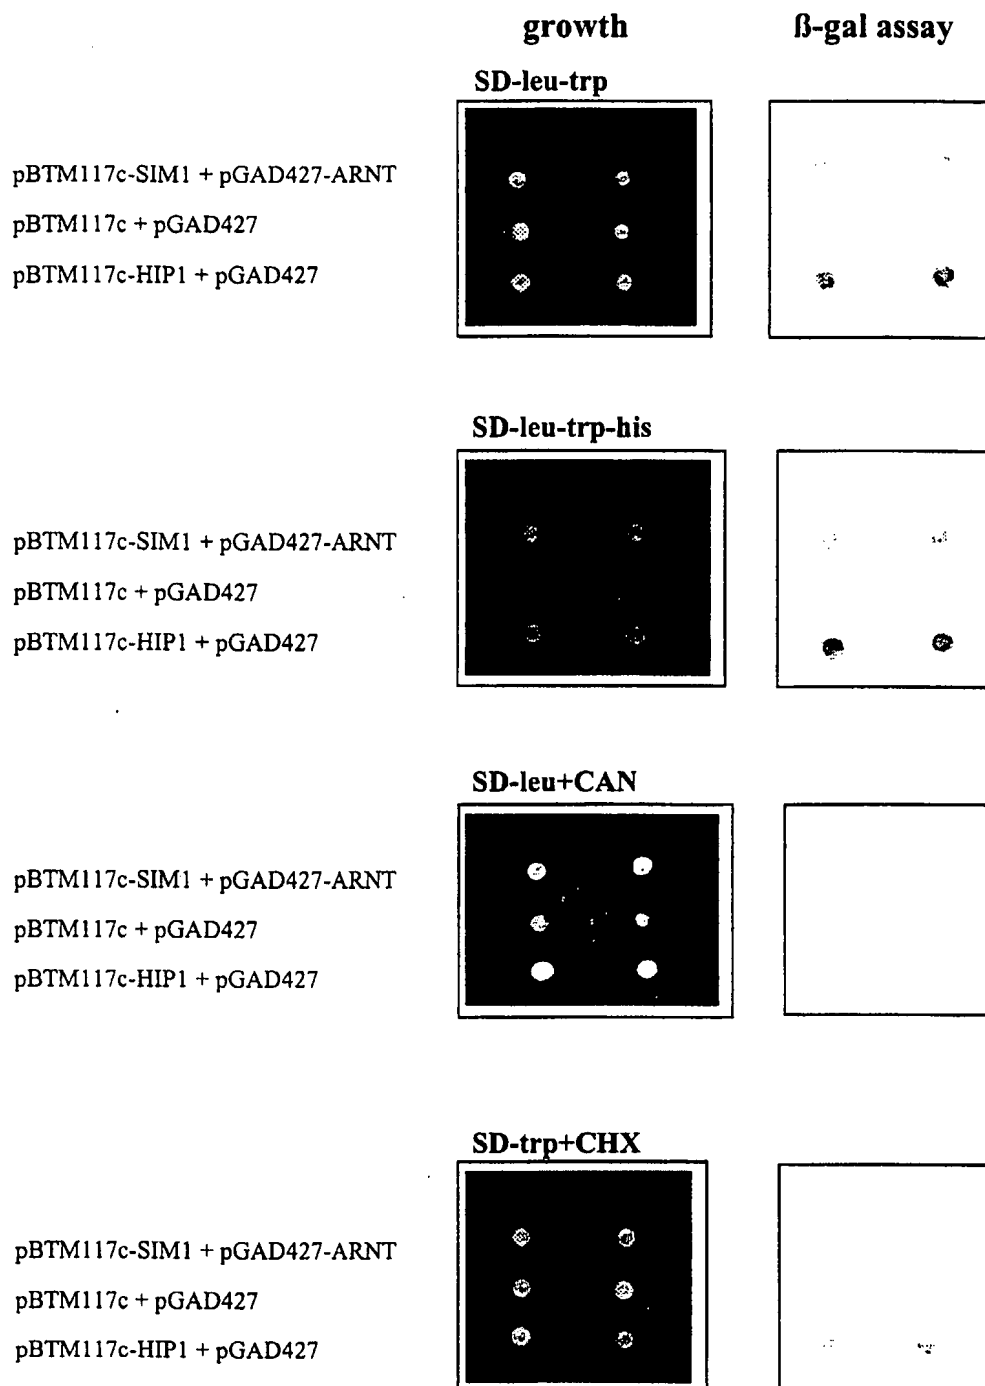 growth ß-gal assay
SD-leu-trp
pBTM117c-SIM1 + pGAD427-ARNT
pBTM117c + pGAD427
pBTM117c-HIP1 + pGAD427
SD-leu-trp-his
pBTM117c-SIM1 + pGAD427-ARNT
pBTM117c + pGAD427
pBTM117c-HIP1 + pGAD427
SD-leu+CAN
pBTM117c-SIM1 + pGAD427-ARNT
pBTM117c + pGAD427
pBTM117c-HIP1 + pGAD427
SD-trp+CHX
pBTM117c-SIM1 + pGAD427-ARNT
pBTM117c + pGAD427
pBTM117c-HIP1 + pGAD427